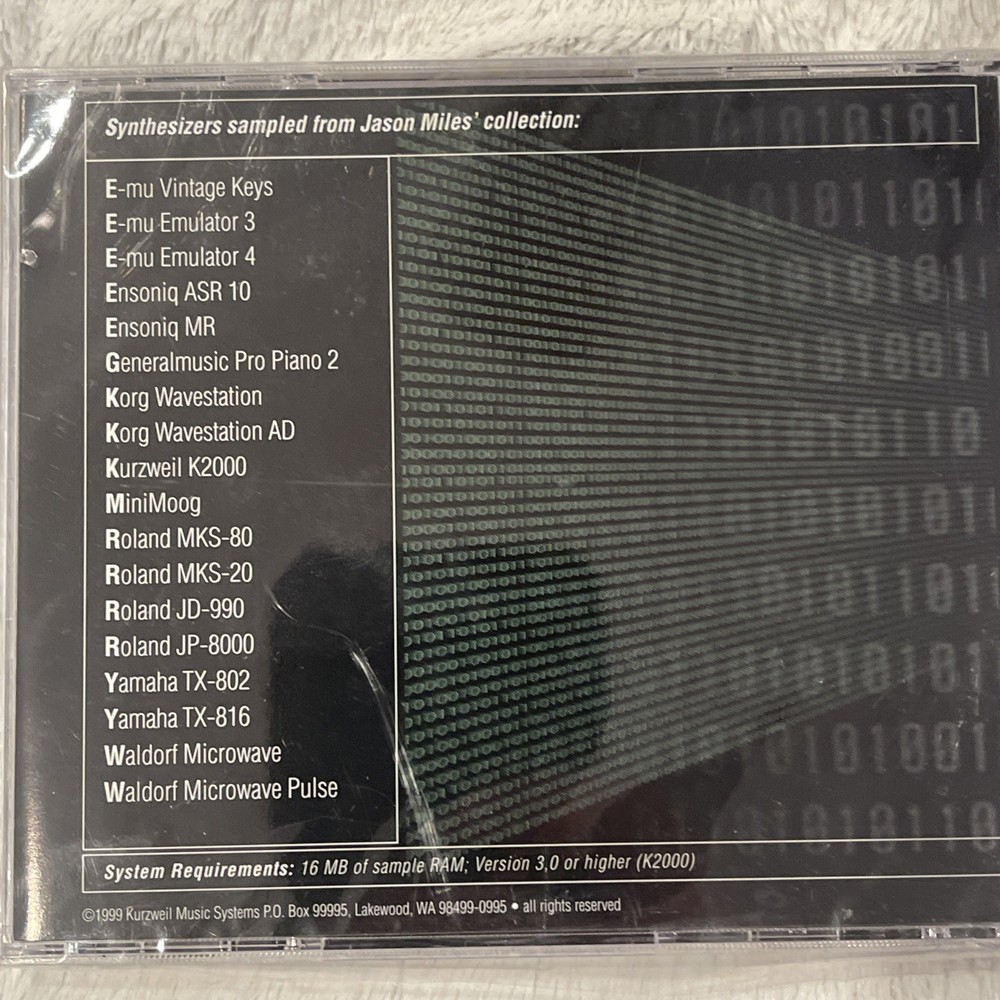 Synthesizers sampled from Jason Miles' collection:
E-mu Vintage Keys
E-mu Emulator 3
E-mu Emulator 4
Ensoniq ASR 10
Ensoniq MR
Generalmusic Pro Piano 2
Korg Wavestation
Korg Wavestation AD
Kurzweil K2000
MiniMoog
Roland MKS-80
Roland MKS-20
Roland JD-990
Roland JP-8000
Yamaha TX-802
Yamaha TX-816
Waldorf Microwave
Waldorf Microwave Pulse
System Requirements: 16 MB of sample RAM; Version 3,0 or higher (K2000)
©1999 Kurzweil Music Systems P.O. Box 99995, Lakewood, WA 98499-0995 • all rights reserved